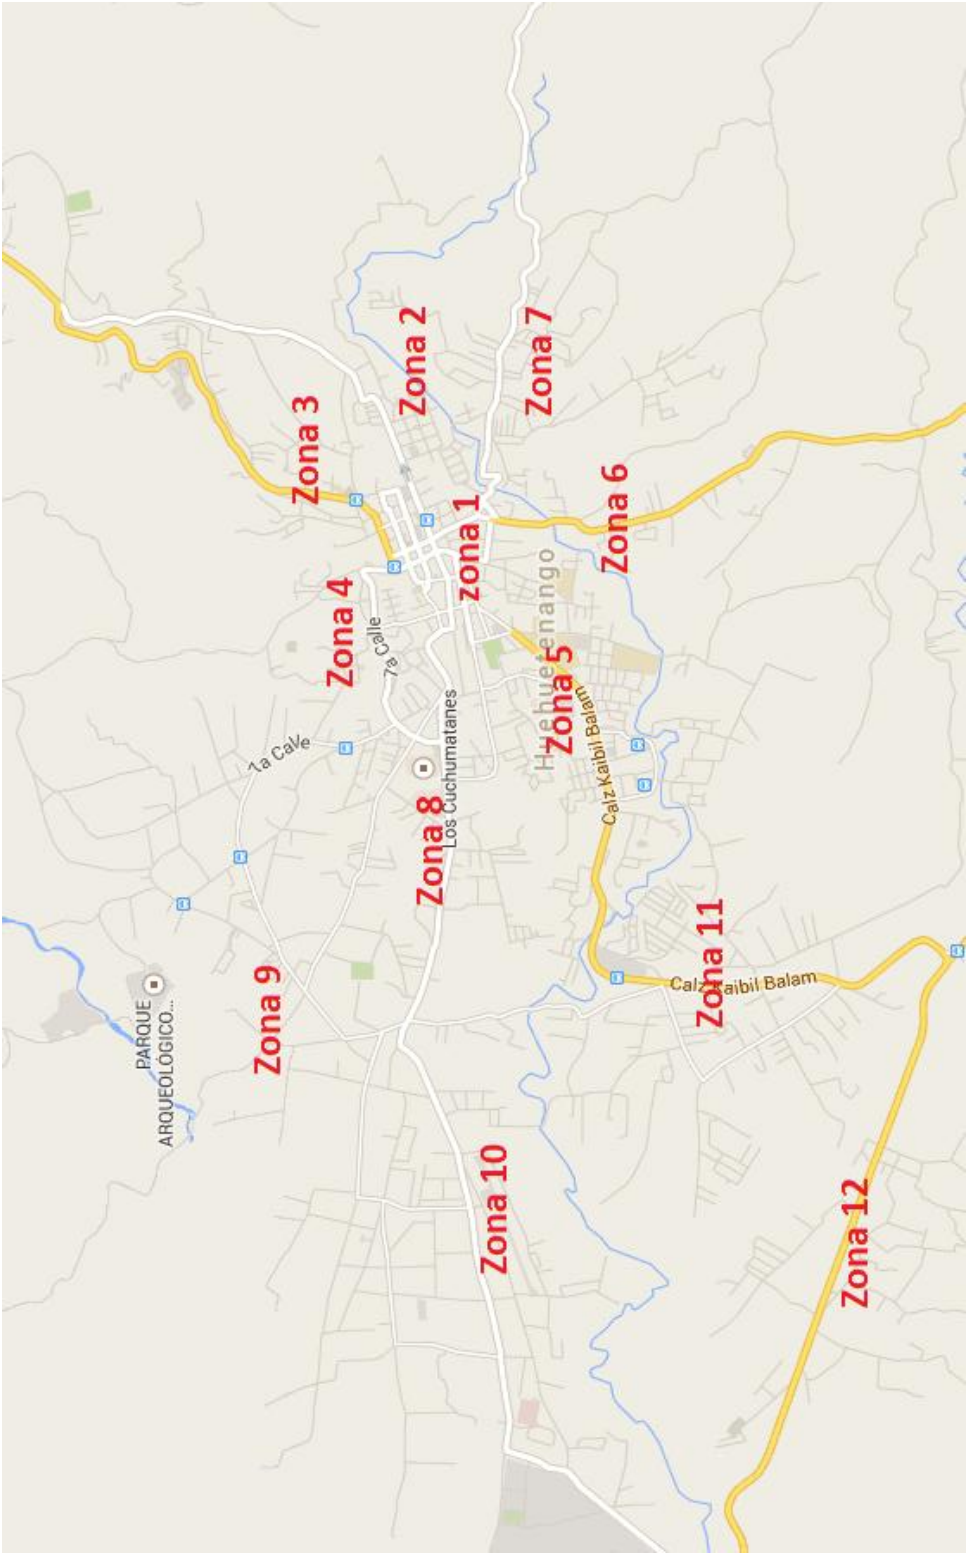 PARQUE
ARQUEOLÓGICO...
Zona 9
1a Calle
Zona 3
Zona 4
7a Calle
Zona 2
Zona 8
Los Cuchumatanes
zona 1
Zona 10
Zona 7
Huehuetenango
Zona 5
Calz Kaibil Balam
Zona 6
Zona 11
Calz Kaibil Balam
Zona 12